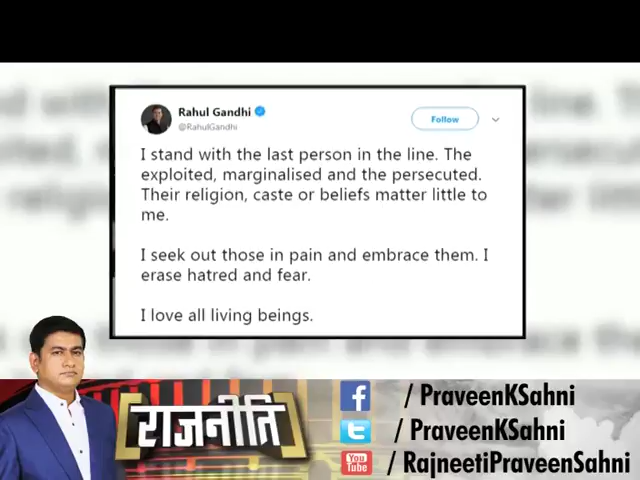 Rahul Gandhi
@RahulGandhi
Follow
I stand with the last person in the line. The
exploited, marginalised and the persecuted.
Their religion, caste or beliefs matter little to
me.
I seek out those in pain and embrace them. I
erase hatred and fear.
I love all living beings.
[राजनीति]
f / PraveenKSahni
/ PraveenKSahni
You Tube / RajneetiPraveenSahni